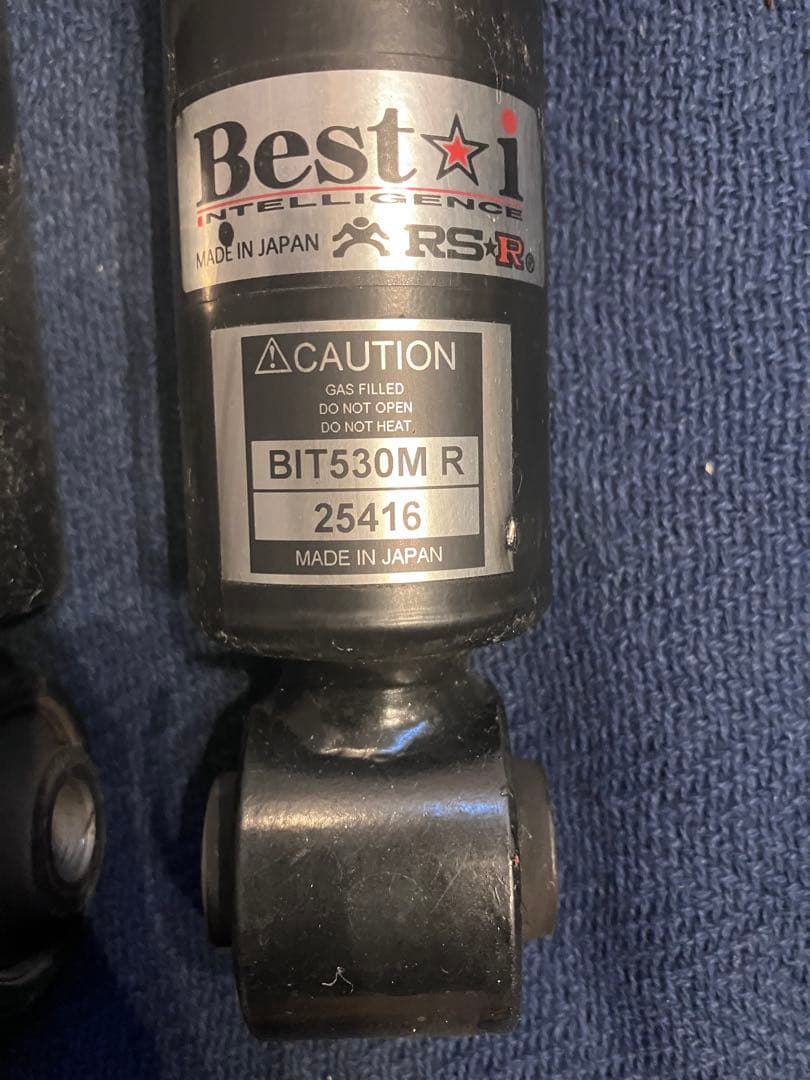 Best☆i
INTELLIGENCE
MADE IN JAPAN RS★R®
⚠CAUTION
GAS FILLED
DO NOT OPEN
DO NOT HEAT
BIT530M R
25416
MADE IN JAPAN